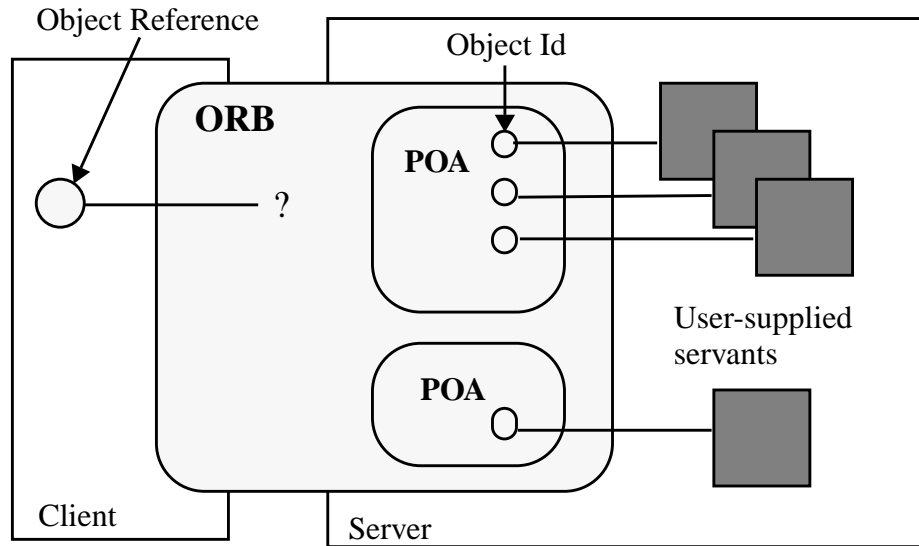 Object Reference
Object Id
ORB
POA
?
User-supplied
servants
POA
Client
Server